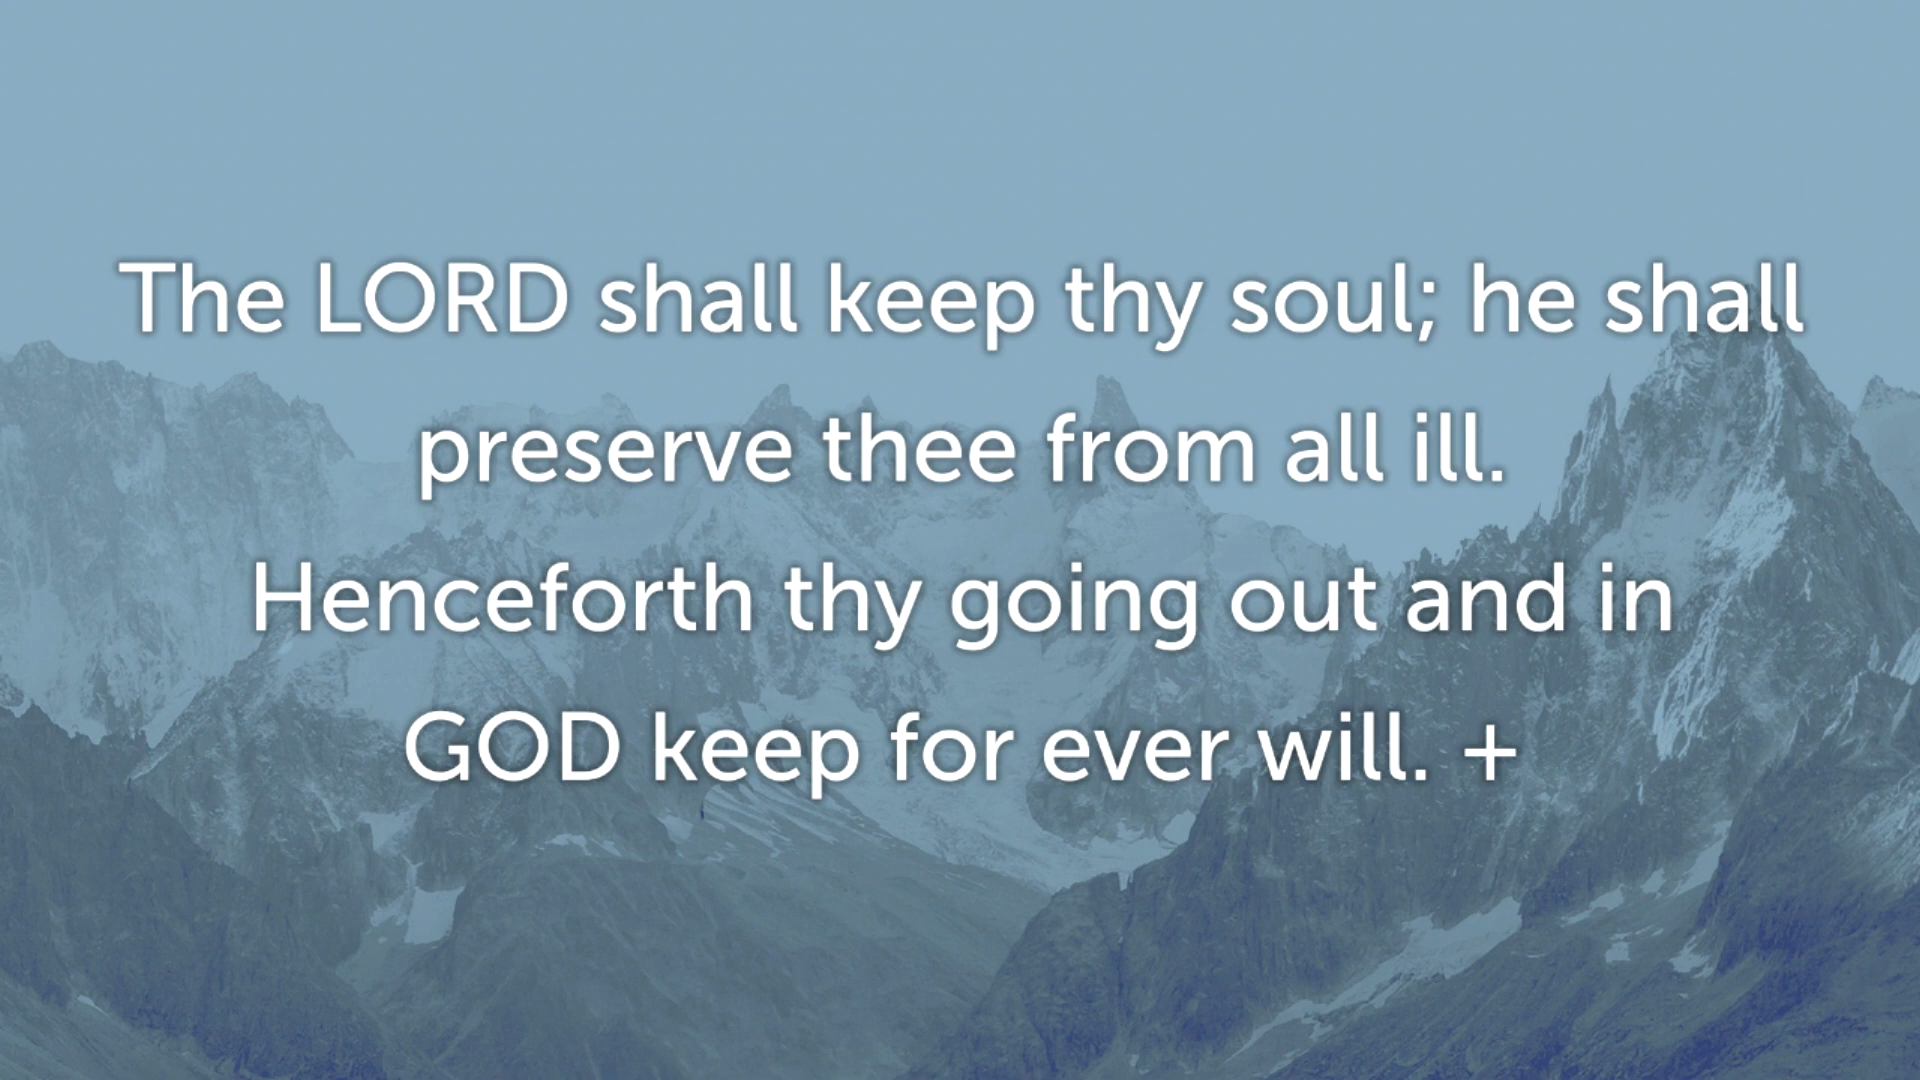 The LORD shall keep thy soul; he shall
preserve thee from all ill.
Henceforth thy going out and in
GOD keep for ever will. +